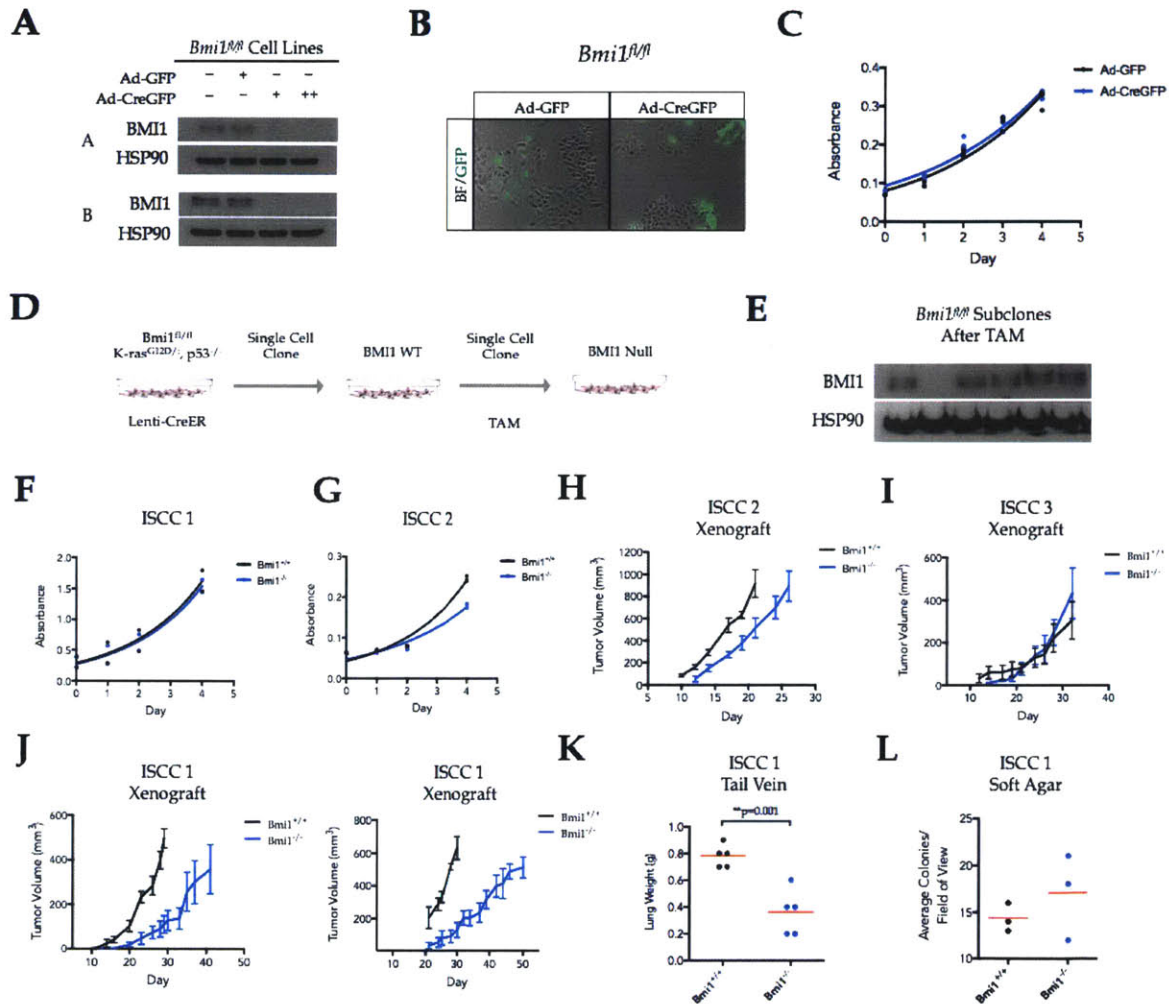 A
Bmi1fl/fl Cell Lines
Ad-GFP - + - -
Ad-CreGFP - - + ++
A
BMI1
HSP90
B
BMI1
HSP90
B
Bmi1fl/fl
Ad-GFP
Ad-CreGFP
BF/GFP
C
Ad-GFP
Ad-CreGFP
Absorbance
0.4
0.3
0.2
0.1
0.0
0 1 2 3 4 5
Day
D
Bmi1fl/fl
K-rasG12D/+, p53-/-
Lenti-CreER
Single Cell
Clone
BMI1 WT
Single Cell
Clone
TAM
BMI1 Null
E
Bmi1fl/fl Subclones
After TAM
BMI1
HSP90
F
ISCC 1
Bmi1+/+
Bmi1-/-
Absorbance
2.0
1.5
1.0
0.5
0.0
0 1 2 3 4 5
Day
G
ISCC 2
Bmi1+/+
Bmi1-/-
Absorbance
0.3
0.2
0.1
0.0
0 1 2 3 4 5
Day
H
ISCC 2
Xenograft
Bmi1+/+
Bmi1-/-
Tumor Volume (mm3)
1200
1000
800
600
400
200
0
5 10 15 20 25 30
Day
I
ISCC 3
Xenograft
Bmi1+/+
Bmi1-/-
Tumor Volume (mm3)
600
400
200
0
10 20 30 40
Day
J
ISCC 1
Xenograft
Bmi1+/+
Bmi1-/-
Tumor Volume (mm3)
600
400
200
0
10 20 30 40 50
Day
ISCC 1
Xenograft
Bmi1+/+
Bmi1-/-
Tumor Volume (mm3)
800
600
400
200
0
10 20 30 40 50
Day
K
ISCC 1
Tail Vein
**p=0.001
Lung Weight [g]
1.0
0.8
0.6
0.4
0.2
0.0
Bmi1+/+
Bmi1-/-
L
ISCC 1
Soft Agar
Average Colonies/
Field of View
25
20
15
10
Bmi1+/+
Bmi1-/-